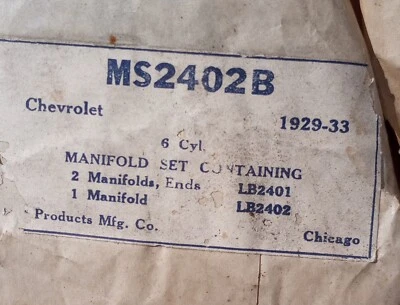 MS2402B
Chevrolet 1929-33
6 Cyl.
MANIFOLD SET CONTAINING
2 Manifolds, Ends LB2401
1 Manifold LB2402
Products Mfg. Co. Chicago